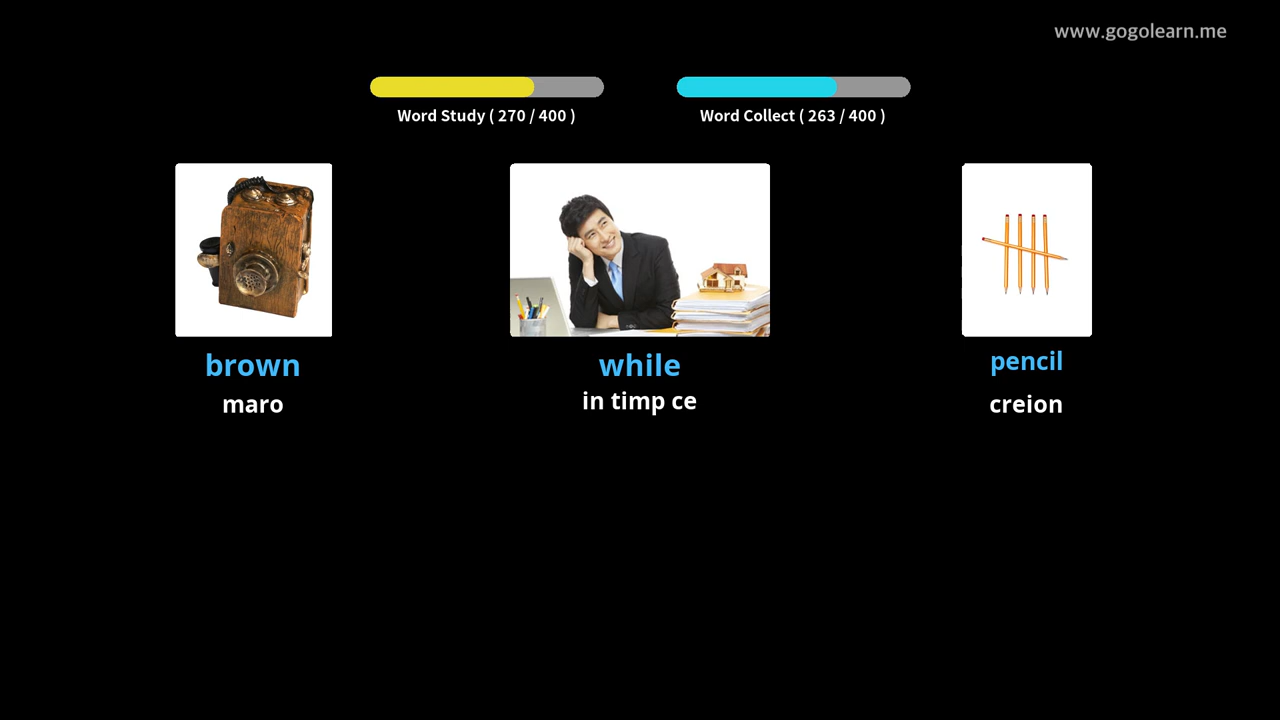 www.gogolearn.me
Word Study ( 270 / 400 )
Word Collect ( 263 / 400 )
brown
maro
while
in timp ce
pencil
creion